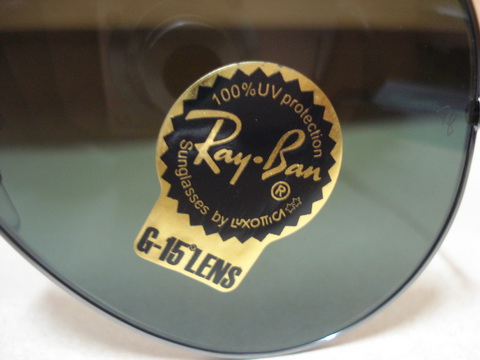 100% UV protection
Ray-Ban ®
Sunglasses by LUXOTTICA
G-15 LENS